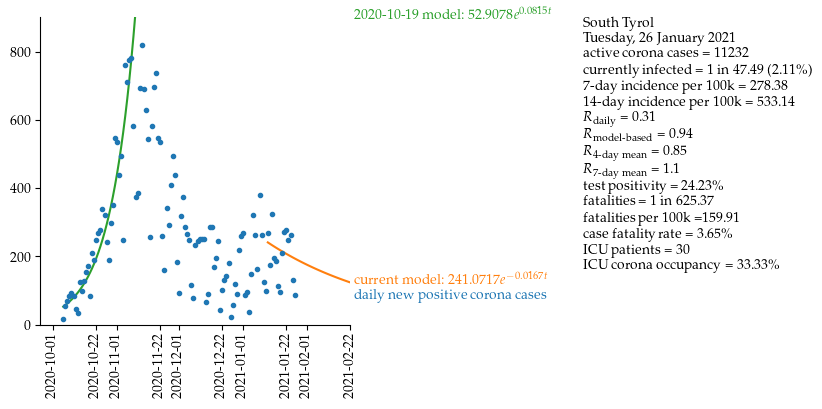 2020-10-19 model: 52.9078e^0.0815t
800
600
400
200
0
current model: 241.0717e^−0.0167t
daily new positive corona cases
2020-10-01
2020-10-22
2020-11-01
2020-11-22
2020-12-01
2020-12-22
2021-01-01
2021-01-22
2021-02-01
2021-02-22
South Tyrol
Tuesday, 26 January 2021
active corona cases = 11232
currently infected = 1 in 47.49 (2.11%)
7-day incidence per 100k = 278.38
14-day incidence per 100k = 533.14
R daily = 0.31
R model-based = 0.94
R 4-day mean = 0.85
R 7-day mean = 1.1
test positivity = 24.23%
fatalities = 1 in 625.37
fatalities per 100k =159.91
case fatality rate = 3.65%
ICU patients = 30
ICU corona occupancy = 33.33%